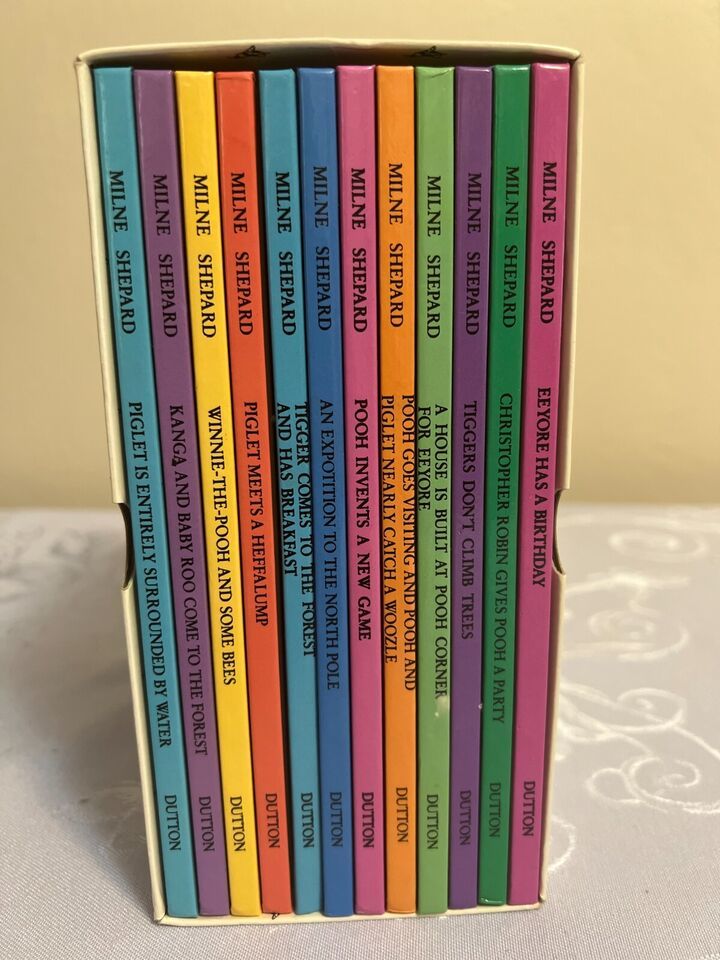 MILNE SHEPARD
PIGLET IS ENTIRELY SURROUNDED BY WATER
DUTTON
MILNE SHEPARD
KANGA AND BABY ROO COME TO THE FOREST
DUTTON
MILNE SHEPARD
WINNIE-THE-POOH AND SOME BEES
DUTTON
MILNE SHEPARD
PIGLET MEETS A HEFFALUMP
DUTTON
MILNE SHEPARD
TIGGER COMES TO THE FOREST
AND HAS BREAKFAST
DUTTON
MILNE SHEPARD
AN EXPOTITION TO THE NORTH POLE
DUTTON
MILNE SHEPARD
POOH INVENTS A NEW GAME
DUTTON
MILNE SHEPARD
POOH GOES VISITING AND POOH AND
PIGLET NEARLY CATCH A WOOZLE
DUTTON
MILNE SHEPARD
A HOUSE IS BUILT AT POOH CORNER
FOR EEYORE
DUTTON
MILNE SHEPARD
TIGGERS DON'T CLIMB TREES
DUTTON
MILNE SHEPARD
CHRISTOPHER ROBIN GIVES POOH A PARTY
DUTTON
MILNE SHEPARD
EEYORE HAS A BIRTHDAY
DUTTON